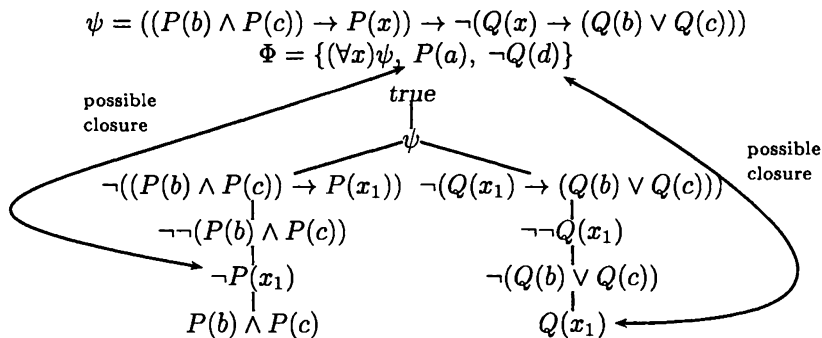 ψ = ((P(b) ∧ P(c)) → P(x)) → ¬(Q(x) → (Q(b) ∨ Q(c)))
Φ = {(∀x)ψ, P(a), ¬Q(d)}
possible
closure
true
ψ
possible
closure
¬((P(b) ∧ P(c)) → P(x₁)) ¬(Q(x₁) → (Q(b) ∨ Q(c)))
¬¬(P(b) ∧ P(c)) ¬¬Q(x₁)
¬P(x₁) ¬(Q(b) ∨ Q(c))
P(b) ∧ P(c) Q(x₁)